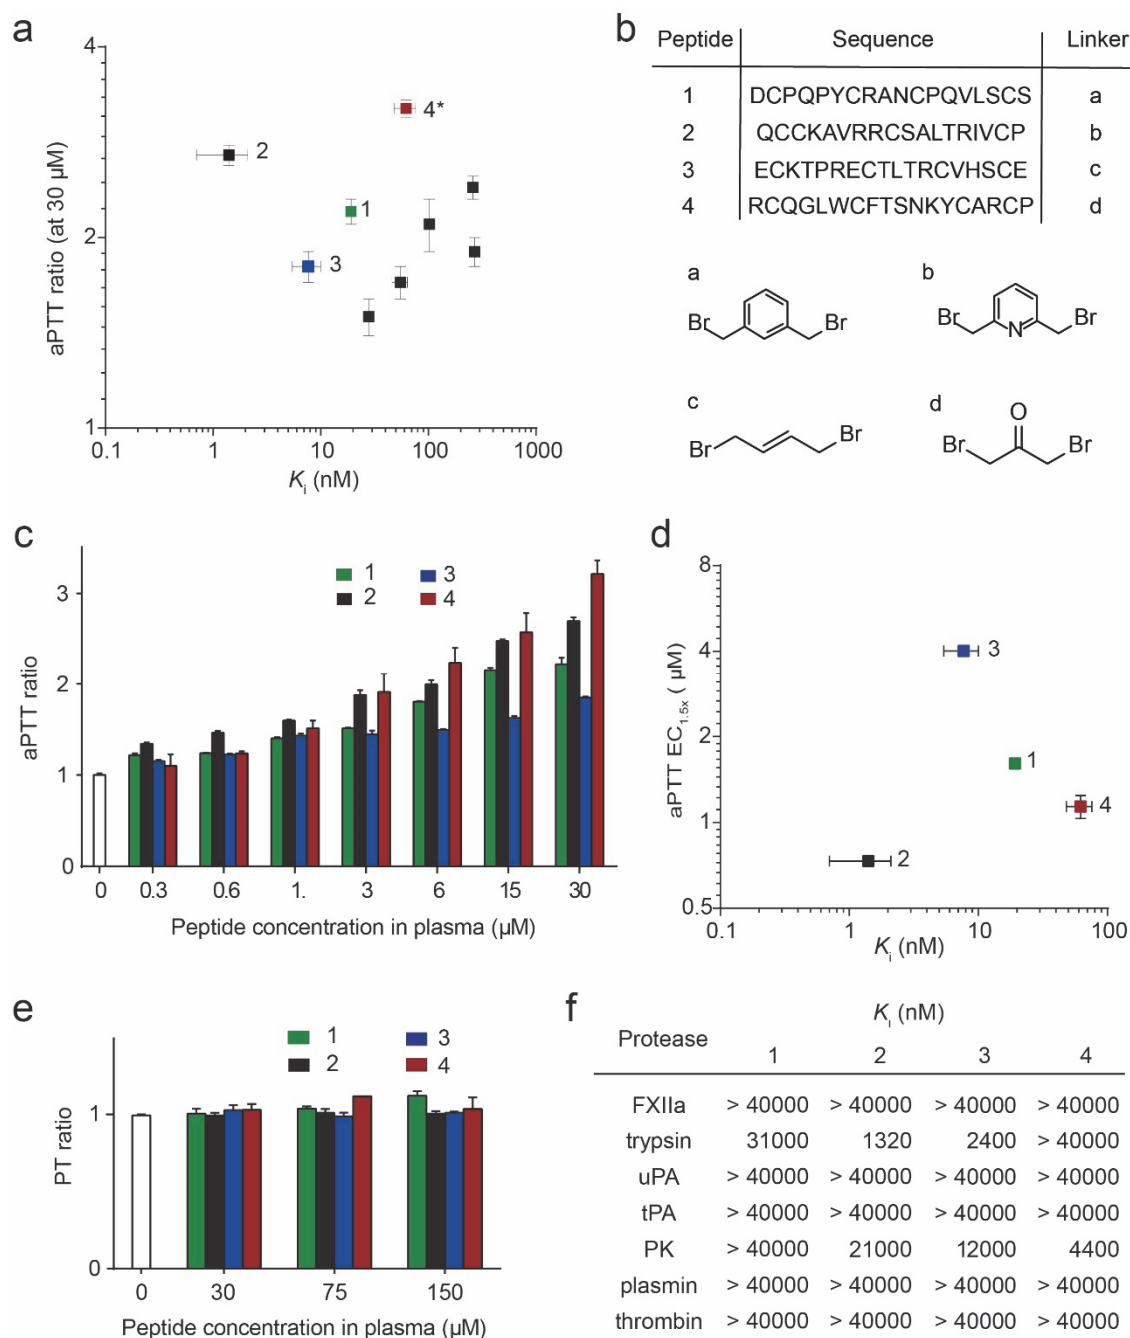 a
4
2
1
aPTT ratio (at 30 µM)
4*
2
1
3
0.1 1 10 100 1000
Ki (nM)
b
Peptide Sequence Linker
1 DCPQPYCRANCPQVLSCS a
2 QCCKAVRRCSALTRIVCP b
3 ECKTPRECTLTRCVHSCE c
4 RCQGLWCFTSNKYCARCP d
a
Br Br
b
Br N Br
c
Br Br
d
O
Br Br
c
3
2
1
0
aPTT ratio
1 3
2 4
0 0.3 0.6 1. 3 6 15 30
Peptide concentration in plasma (µM)
d
8
4
2
1
0.5
aPTT EC1.5x ( µM)
3
1
4
2
0.1 1 10 100
Ki (nM)
e
1
0
PT ratio
1 3
2 4
0 30 75 150
Peptide concentration in plasma (µM)
f
Ki (nM)
Protease 1 2 3 4
FXIIa > 40000 > 40000 > 40000 > 40000
trypsin 31000 1320 2400 > 40000
uPA > 40000 > 40000 > 40000 > 40000
tPA > 40000 > 40000 > 40000 > 40000
PK > 40000 21000 12000 4400
plasmin > 40000 > 40000 > 40000 > 40000
thrombin > 40000 > 40000 > 40000 > 40000